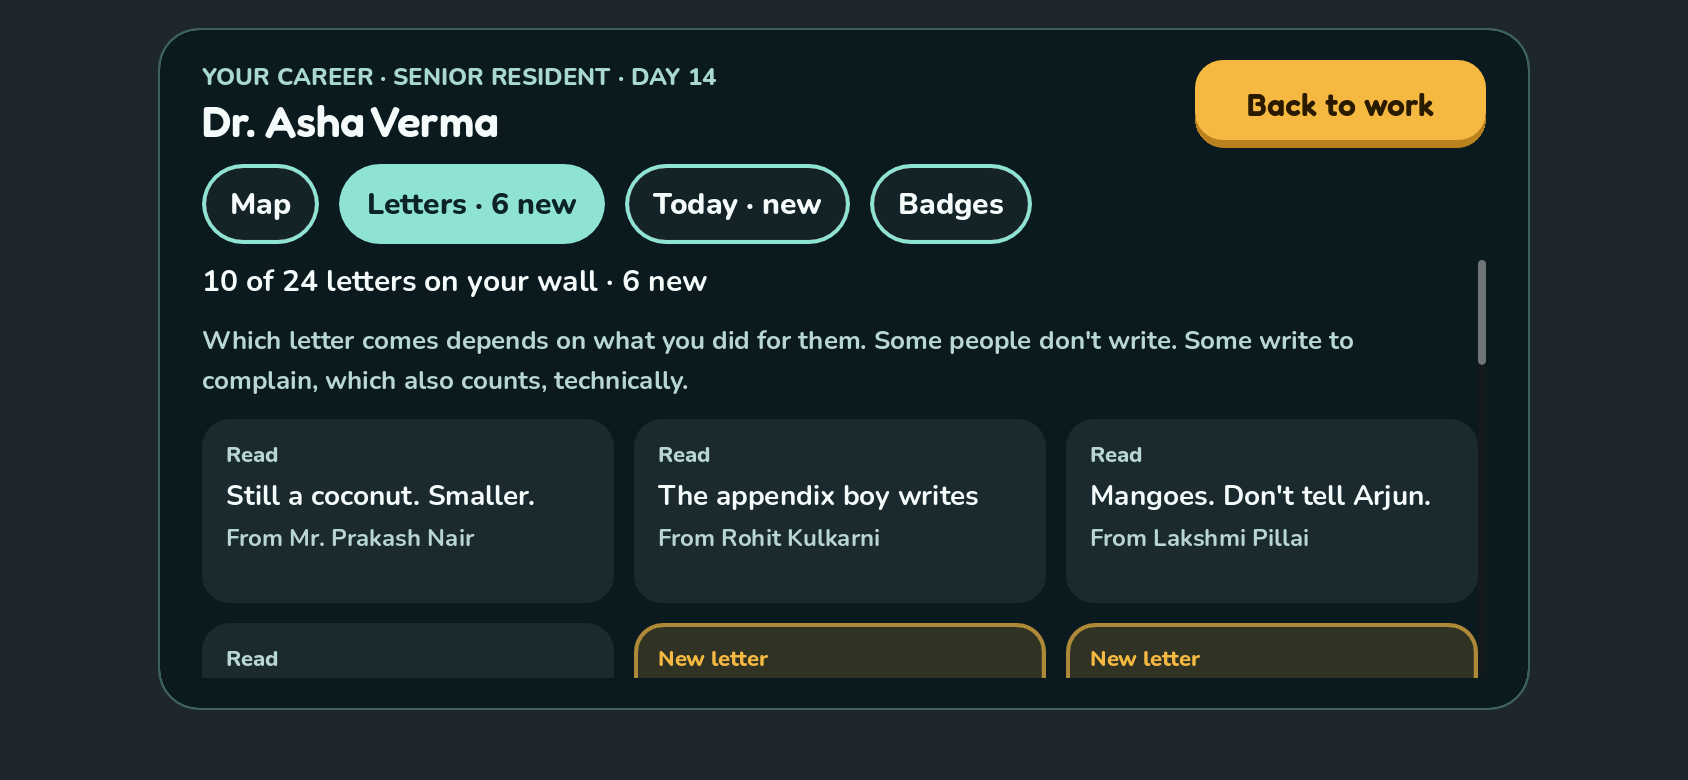 YOUR CAREER · SENIOR RESIDENT · DAY 14
Dr. Asha Verma
Back to work
Map
Letters · 6 new
Today · new
Badges
10 of 24 letters on your wall · 6 new
Which letter comes depends on what you did for them. Some people don't write. Some write to
complain, which also counts, technically.
Read
Still a coconut. Smaller.
From Mr. Prakash Nair
Read
The appendix boy writes
From Rohit Kulkarni
Read
Mangoes. Don't tell Arjun.
From Lakshmi Pillai
Read
New letter
New letter